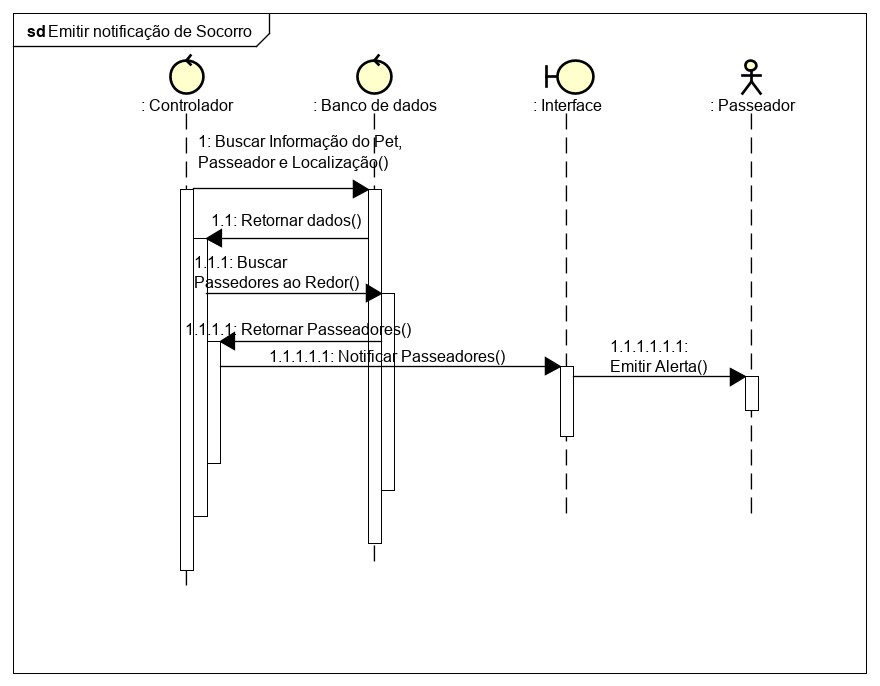 sd Emitir notificação de Socorro
: Controlador
: Banco de dados
: Interface
: Passeador
1: Buscar Informação do Pet,
Passeador e Localização()
1.1: Retornar dados()
1.1.1: Buscar
Passedores ao Redor()
1.1.1.1: Retornar Passeadores()
1.1.1.1.1: Notificar Passeadores()
1.1.1.1.1.1:
Emitir Alerta()